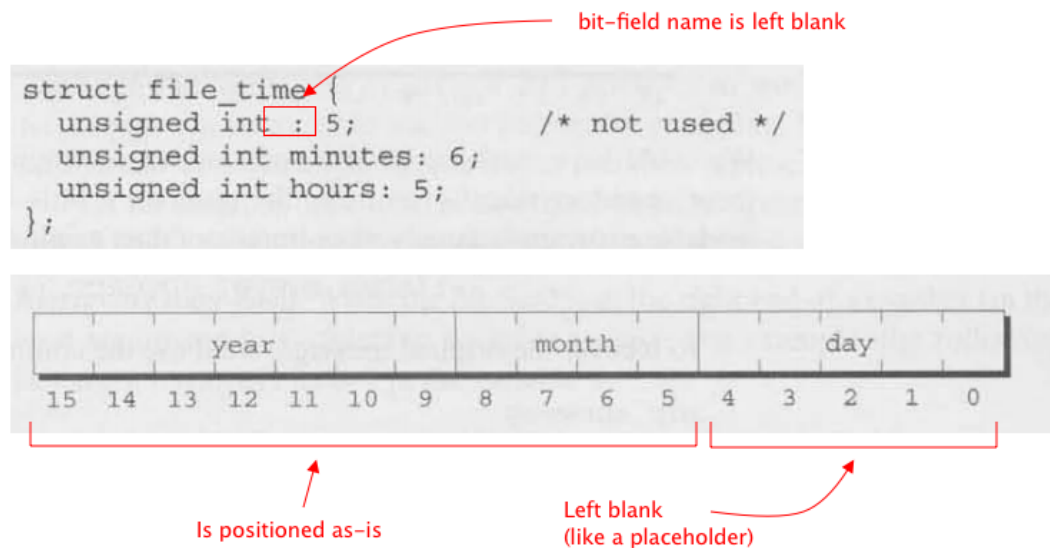 bit-field name is left blank
struct file_time {
unsigned int : 5; /* not used */
unsigned int minutes: 6;
unsigned int hours: 5;
};
year month day
15 14 13 12 11 10 9 8 7 6 5 4 3 2 1 0
Is positioned as-is
Left blank
(like a placeholder)